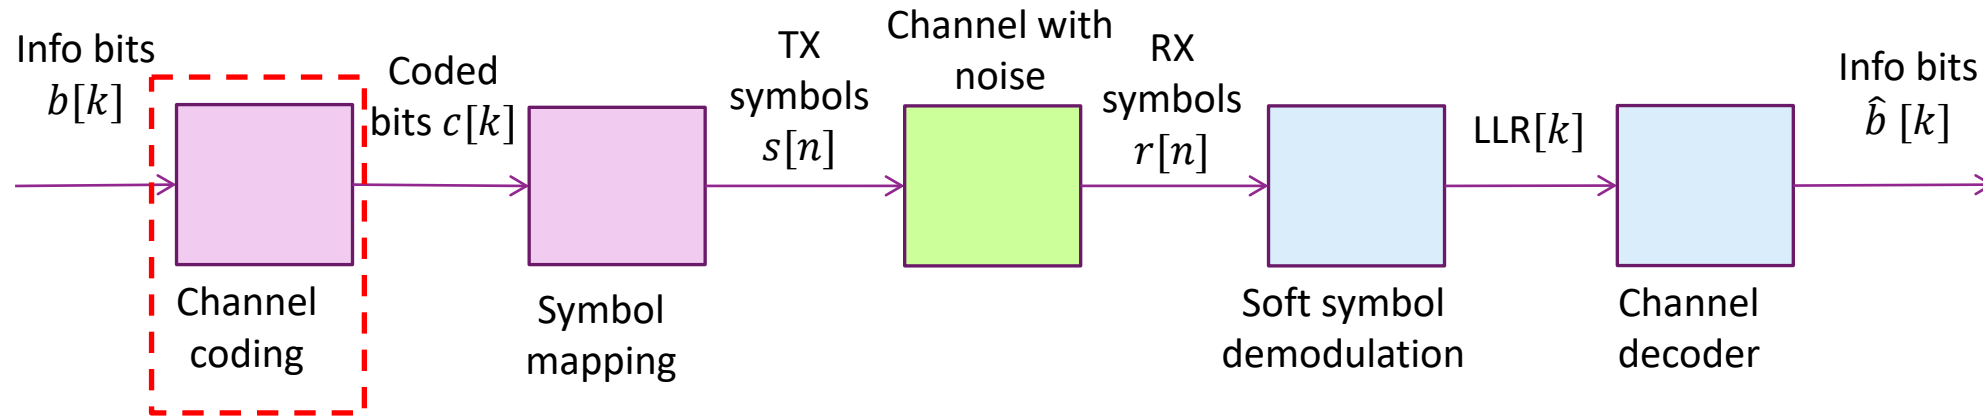 Info bits
b[k]
Channel
coding
Coded
bits c[k]
Symbol
mapping
TX
symbols
s[n]
Channel with
noise
RX
symbols
r[n]
Soft symbol
demodulation
LLR[k]
Channel
decoder
Info bits
b̂ [k]